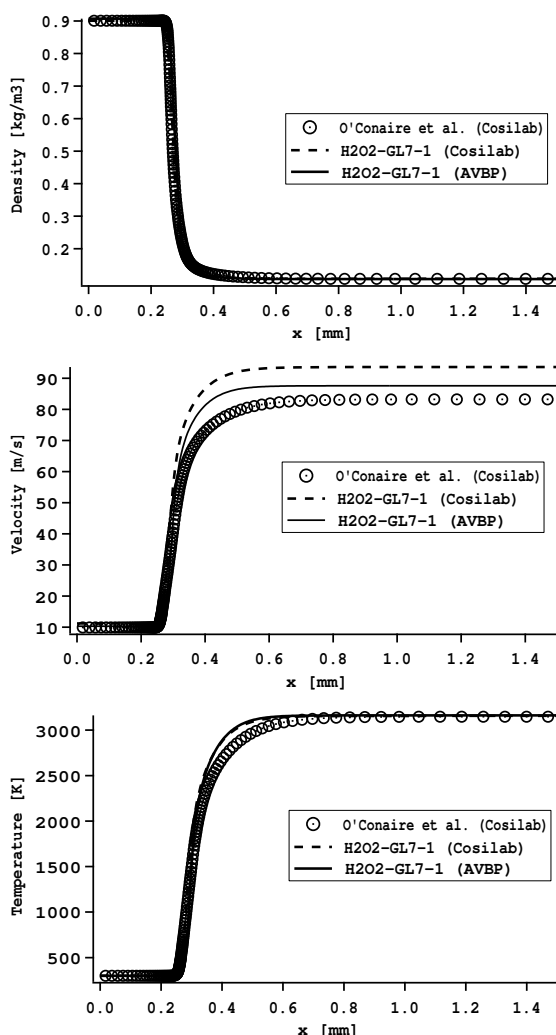 0.9
0.8
0.7
0.6
0.5
0.4
0.3
0.2
Density [kg/m3]
O'Conaire et al. (Cosilab)
H2O2-GL7-1 (Cosilab)
H2O2-GL7-1 (AVBP)
0.0 0.2 0.4 0.6 0.8 1.0 1.2 1.4
x [mm]
90
80
70
60
50
40
30
20
10
Velocity [m/s]
O'Conaire et al. (Cosilab)
H2O2-GL7-1 (Cosilab)
H2O2-GL7-1 (AVBP)
0.0 0.2 0.4 0.6 0.8 1.0 1.2 1.4
x [mm]
3000
2500
2000
1500
1000
500
Temperature [K]
O'Conaire et al. (Cosilab)
H2O2-GL7-1 (Cosilab)
H2O2-GL7-1 (AVBP)
0.0 0.2 0.4 0.6 0.8 1.0 1.2 1.4
x [mm]